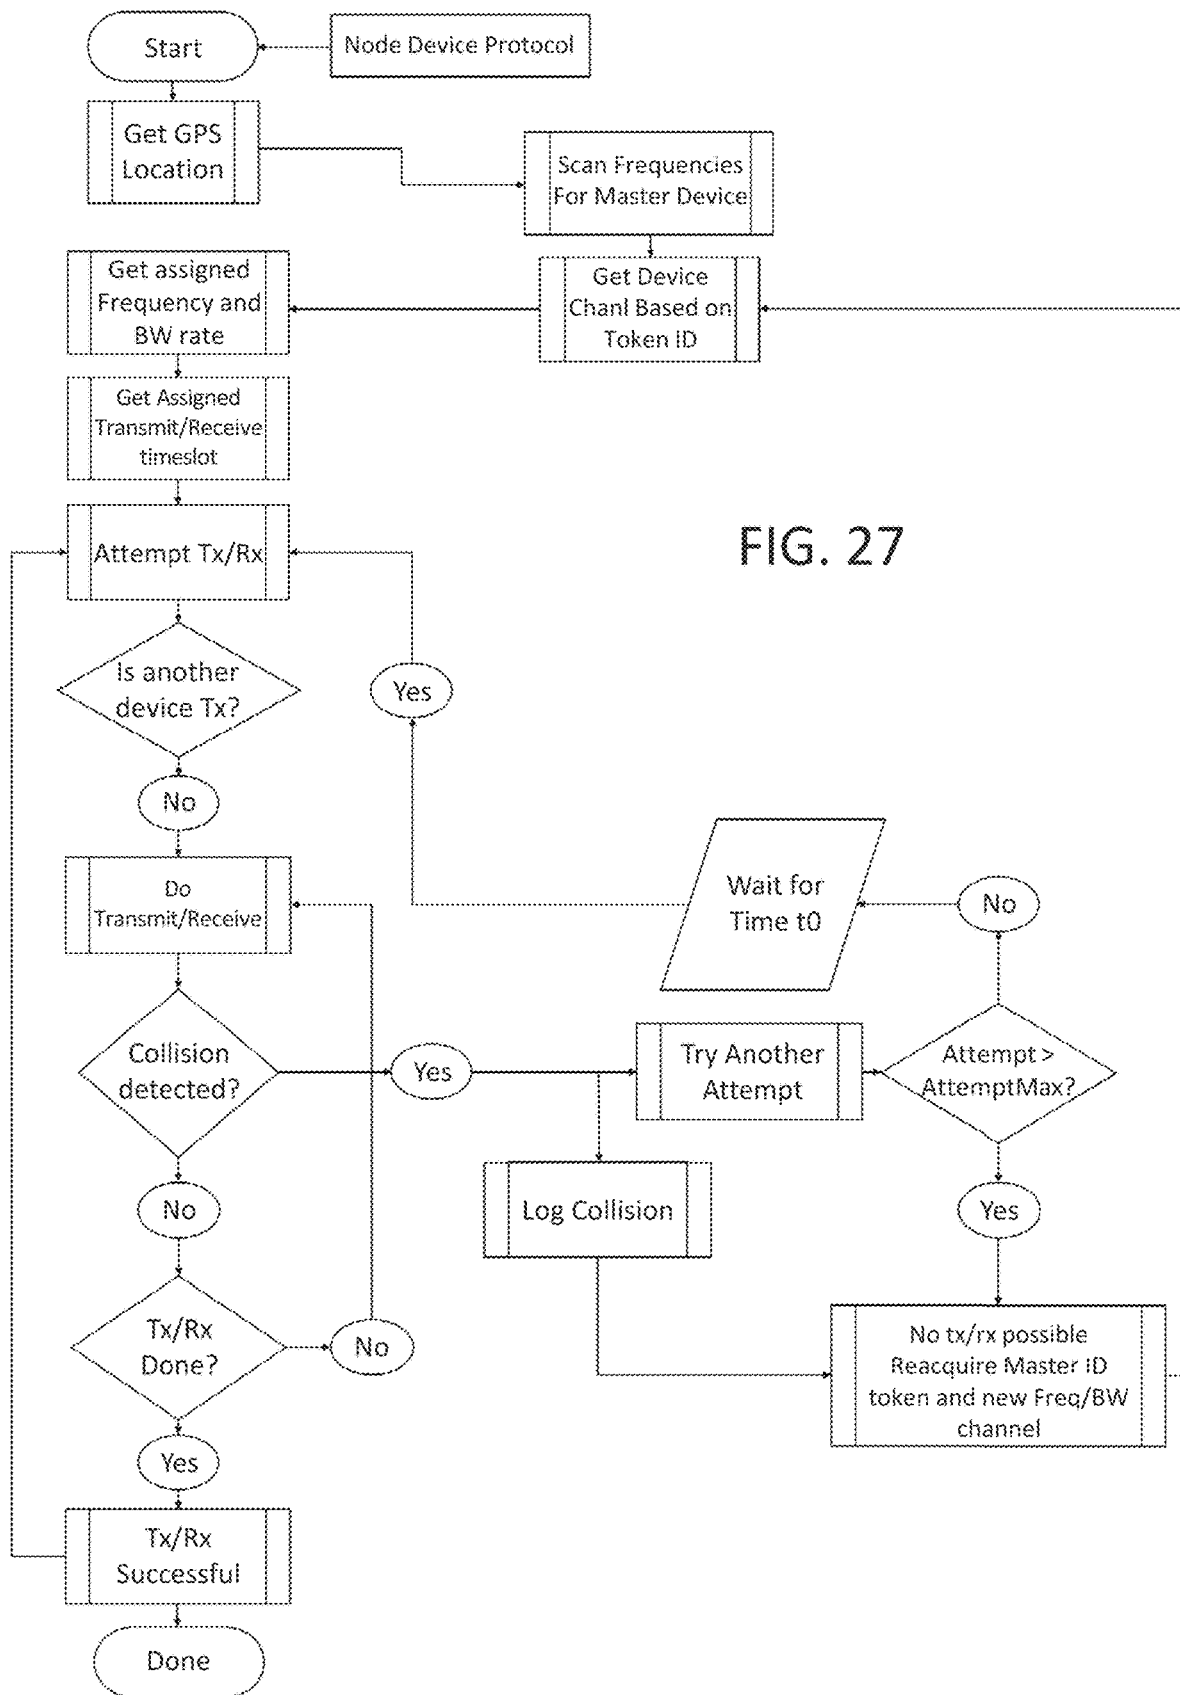 Start
Node Device Protocol
Get GPS
Location
Scan Frequencies
For Master Device
Get assigned
Frequency and
BW rate
Get Device
Chanl Based on
Token ID
Get Assigned
Transmit/Receive
timeslot
Attempt Tx/Rx
FIG. 27
Is another
device Tx?
Yes
No
Do
Transmit/Receive
Wait for
Time t0
No
Collision
detected?
Yes
Try Another
Attempt
Attempt >
AttemptMax?
No
Log Collision
Yes
Tx/Rx
Done?
No
No tx/rx possible
Reacquire Master ID
token and new Freq/BW
channel
Yes
Tx/Rx
Successful
Done